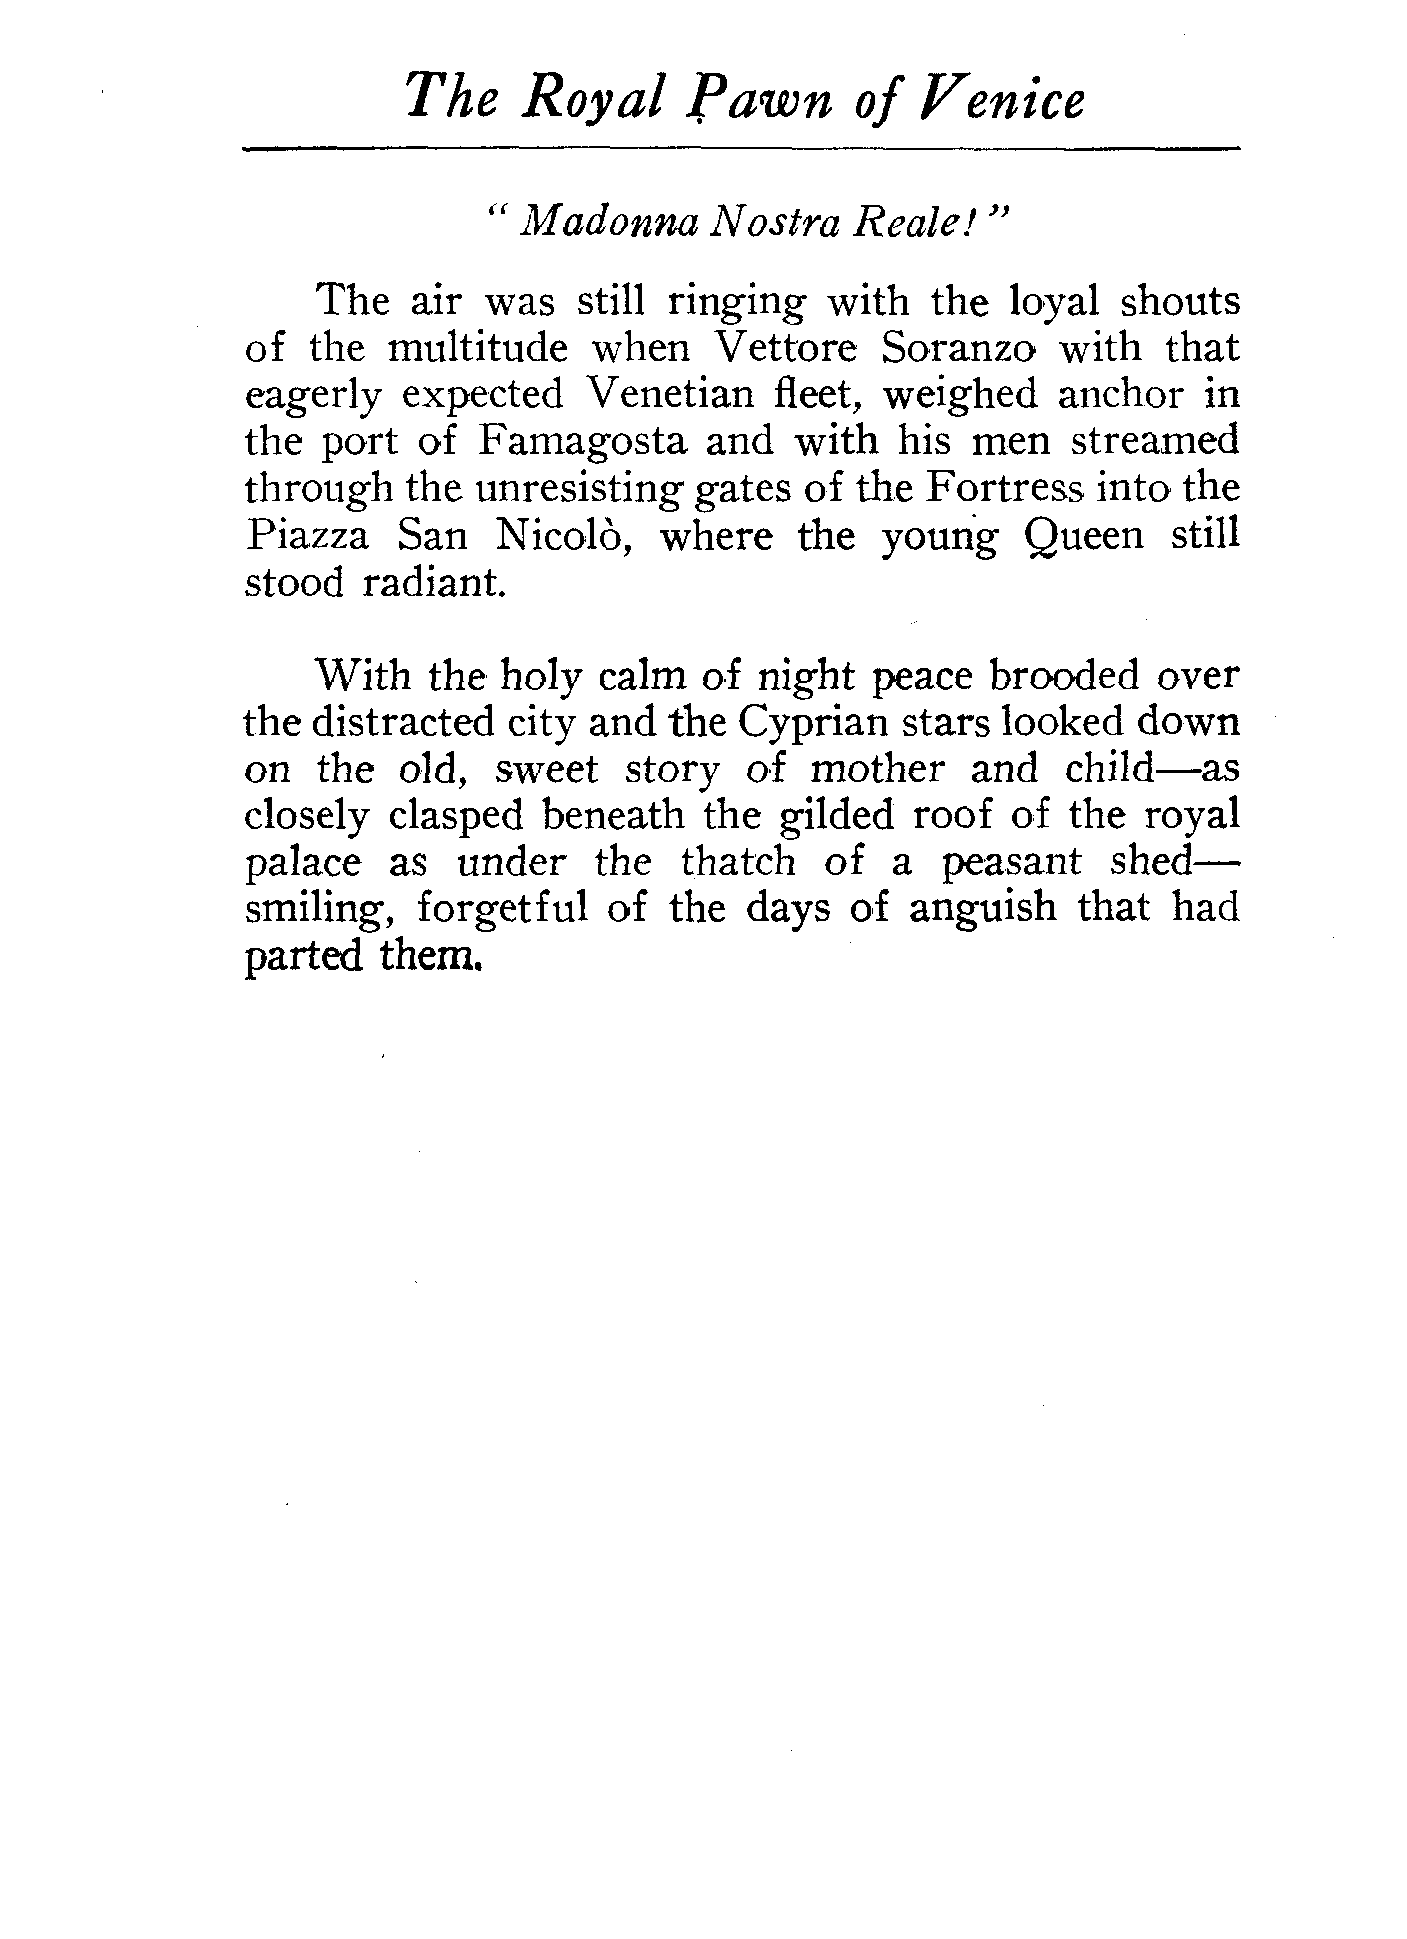 The Royal Pawn of Venice
“ Madonna Nostra Reale! ”
The air was still ringing with the loyal shouts
of the multitude when Vettore Soranzo with that
eagerly expected Venetian fleet, weighed anchor in
the port of Famagosta and with his men streamed
through the unresisting gates of the Fortress into the
Piazza San Nicolò, where the young Queen still
stood radiant.
With the holy calm of night peace brooded over
the distracted city and the Cyprian stars looked down
on the old, sweet story of mother and child—as
closely clasped beneath the gilded roof of the royal
palace as under the thatch of a peasant shed—
smiling, forgetful of the days of anguish that had
parted them.